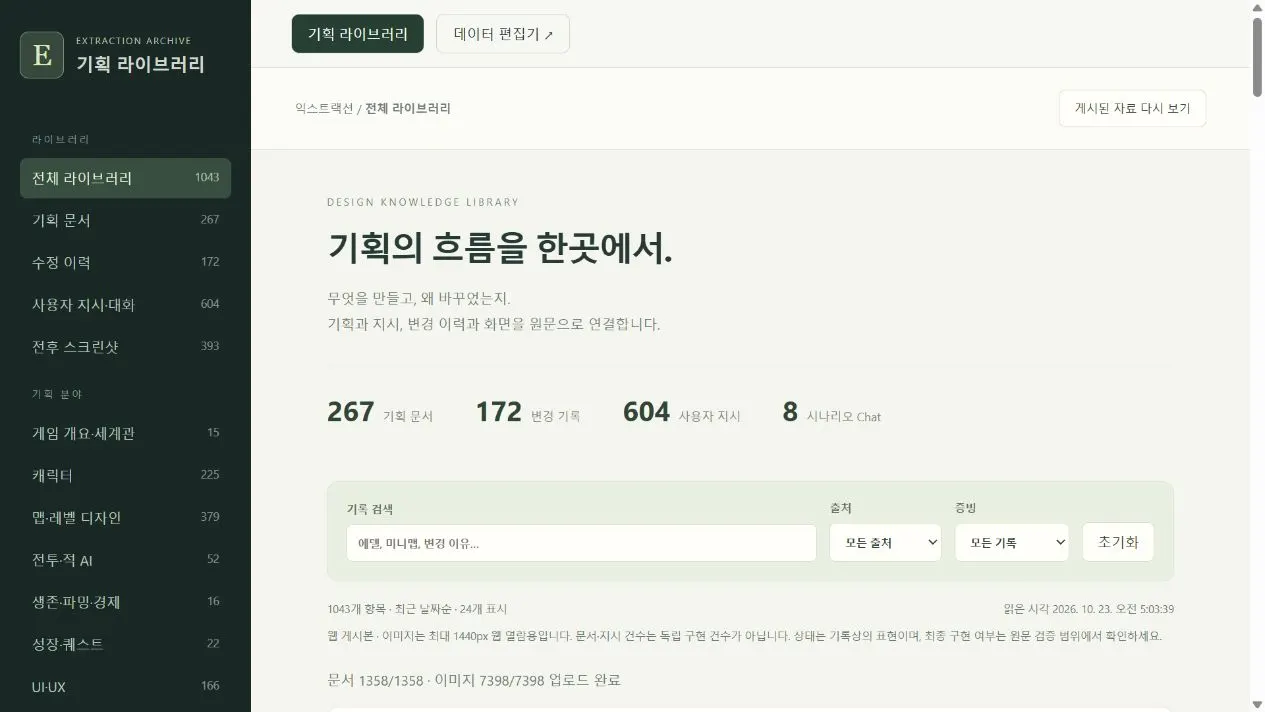 E
EXTRACTION ARCHIVE
기획 라이브러리
라이브러리
전체 라이브러리 1043
기획 문서 267
수정 이력 172
사용자 지시·대화 604
전후 스크린샷 393
기획 분야
게임 개요·세계관 15
캐릭터 225
맵·레벨 디자인 379
전투·적 AI 52
생존·파밍·경제 16
성장·퀘스트 22
UI·UX 166
기획 라이브러리 데이터 편집기 ↗
익스트랙션 / 전체 라이브러리 게시된 자료 다시 보기
DESIGN KNOWLEDGE LIBRARY
기획의 흐름을 한곳에서.
무엇을 만들고, 왜 바꾸었는지.
기획과 지시, 변경 이력과 화면을 원문으로 연결합니다.
267 기획 문서 172 변경 기록 604 사용자 지시 8 시나리오 Chat
기록 검색 출처 증빙
에델, 미니맵, 변경 이유... 모든 출처 모든 기록 초기화
1043개 항목 · 최근 날짜순 · 24개 표시 읽은 시각 2026. 10. 23. 오전 5:03:39
웹 게시본 · 이미지는 최대 1440px 웹 열람용입니다. 문서·지시 건수는 독립 구현 건수가 아닙니다. 상태는 기록상의 표현이며, 최종 구현 여부는 원문 검증 범위에서 확인하세요.
문서 1358/1358 · 이미지 7398/7398 업로드 완료